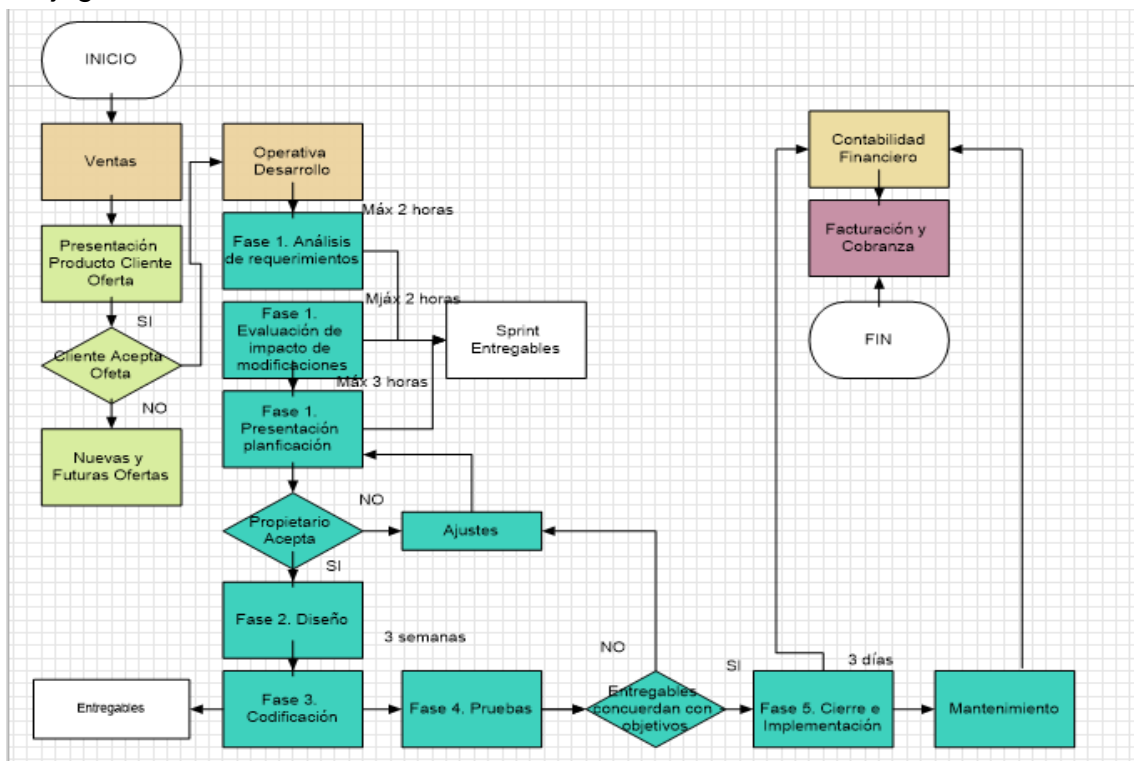 INICIO
Ventas
Presentación
Producto Cliente
Oferta
SI
Cliente Acepta
Ofeta
NO
Nuevas y
Futuras Ofertas
Operativa
Desarrollo
Máx 2 horas
Fase 1. Análisis
de requerimientos
Mjáx 2 horas
Fase 1.
Evaluación de
impacto de
modificaciones
Sprint
Entregables
Máx 3 horas
Fase 1.
Presentación
planficación
Propietario
Acepta
NO
Ajustes
SI
Fase 2. Diseño
3 semanas
Entregables
Fase 3.
Codificación
Fase 4. Pruebas
NO
Entregables
concuerdan con
objetivos
SI
3 días
Fase 5. Cierre e
Implementación
Mantenimiento
Contabilidad
Financiero
Facturación y
Cobranza
FIN